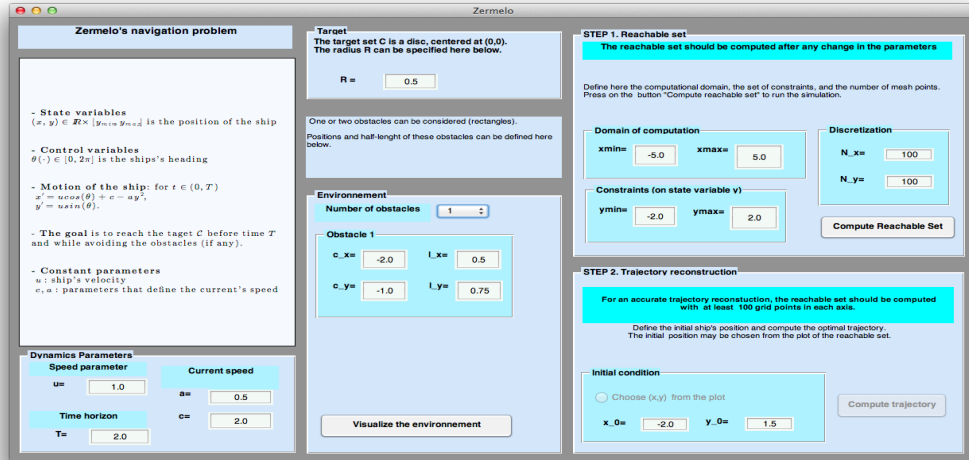 Zermelo
Zermelo's navigation problem
- State variables
(x, y) ∈ IR× [y_min, y_max] is the position of the ship
- Control variables
θ(·) ∈ [0, 2π] is the ships's heading
- Motion of the ship: for t ∈ (0, T)
x′ = ucos(θ) + c − ay²,
y′ = usin(θ).
- The goal is to reach the taget C before time T
and while avoiding the obstacles (if any).
- Constant parameters
u : ship's velocity
c, a : parameters that define the current's speed
Dynamics Parameters
Speed parameter
u= 1.0
Time horizon
T= 2.0
Current speed
a= 0.5
c= 2.0
Target
The target set C is a disc, centered at (0,0).
The radius R can be specified here below.
R = 0.5
One or two obstacles can be considered (rectangles).
Positions and half-lenght of these obstacles can be defined here
below.
Environnement
Number of obstacles 1
Obstacle 1
c_x= -2.0 l_x= 0.5
c_y= -1.0 l_y= 0.75
Visualize the environnement
STEP 1. Reachable set
The reachable set should be computed after any change in the parameters
Define here the computational domain, the set of constraints, and the number of mesh points.
Press on the button "Compute reachable set" to run the simulation.
Domain of computation
xmin= -5.0 xmax= 5.0
Constraints (on state variable y)
ymin= -2.0 ymax= 2.0
Discretization
N_x= 100
N_y= 100
Compute Reachable Set
STEP 2. Trajectory reconstruction
For an accurate trajectory reconstuction, the reachable set should be computed
with at least 100 grid points in each axis.
Define the initial ship's position and compute the optimal trajectory.
The initial position may be chosen from the plot of the reachable set.
Initial condition
Choose (x,y) from the plot
x_0= -2.0 y_0= 1.5
Compute trajectory